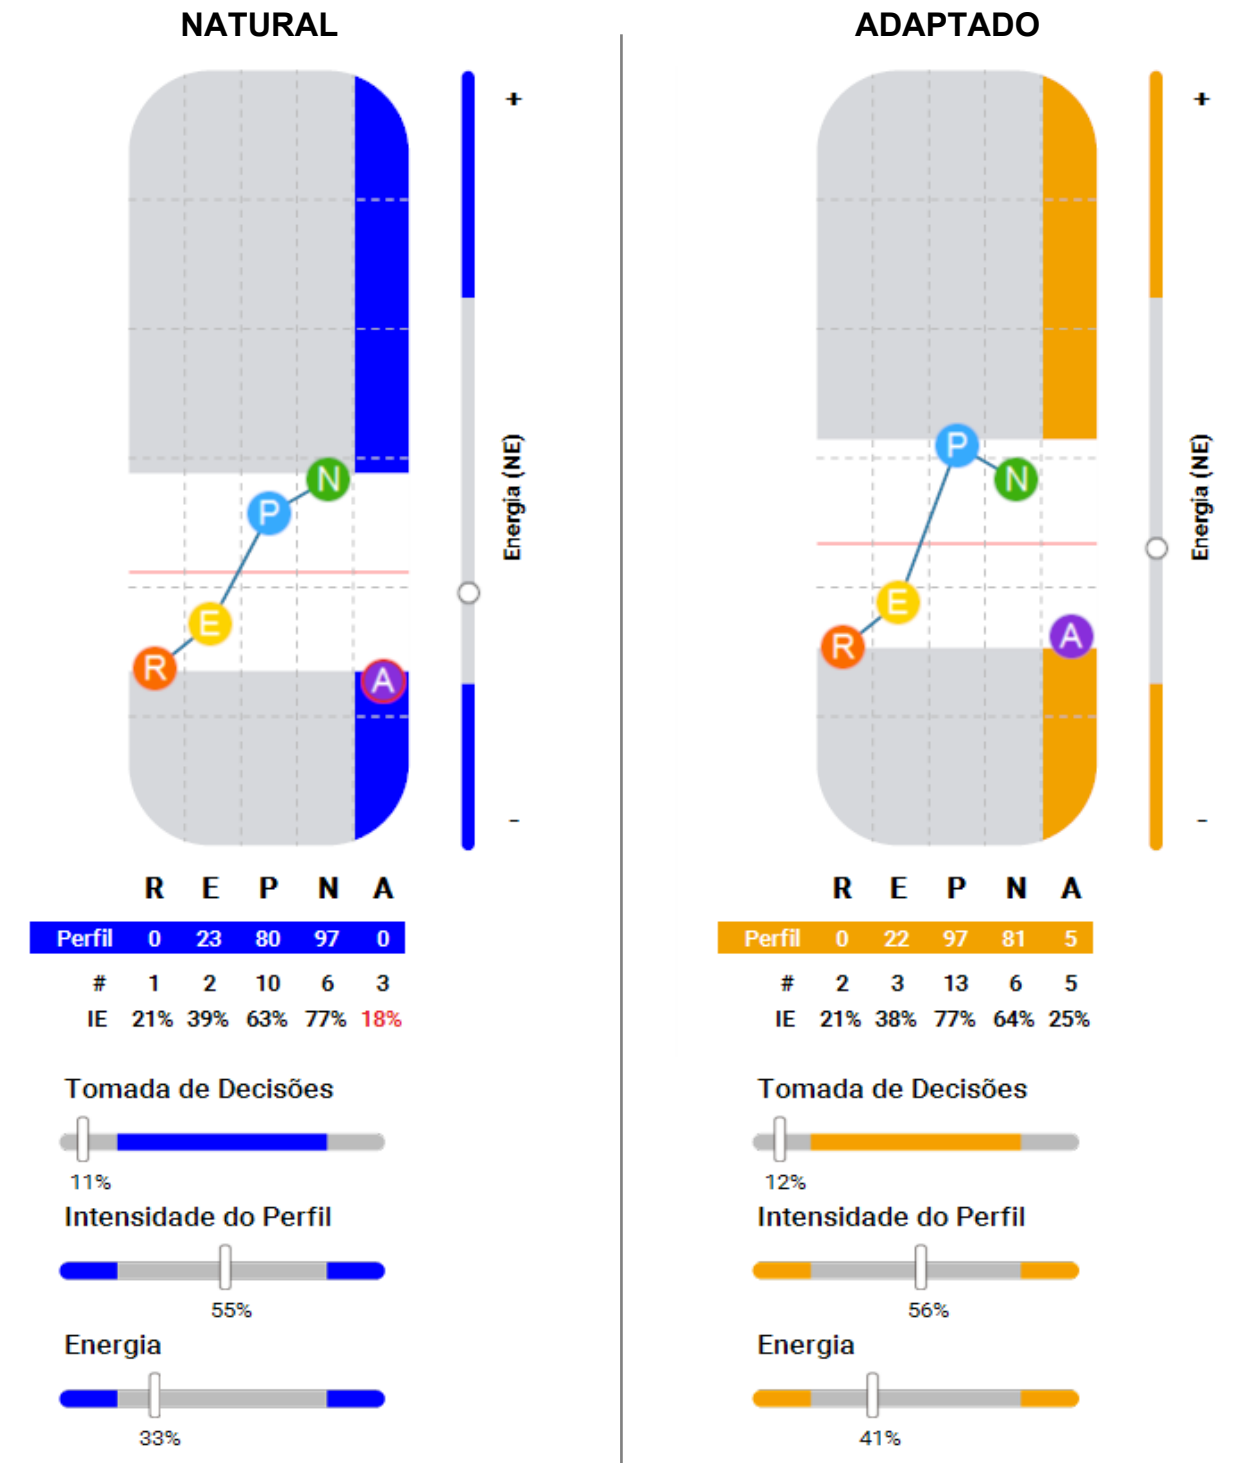 NATURAL
+
Energia (NE)
N
P
E
R
A
-
R E P N A
Perfil 0 23 80 97 0
# 1 2 10 6 3
IE 21% 39% 63% 77% 18%
Tomada de Decisões
11%
Intensidade do Perfil
55%
Energia
33%
ADAPTADO
+
Energia (NE)
P
N
E
A
R
-
R E P N A
Perfil 0 22 97 81 5
# 2 3 13 6 5
IE 21% 38% 77% 64% 25%
Tomada de Decisões
12%
Intensidade do Perfil
56%
Energia
41%